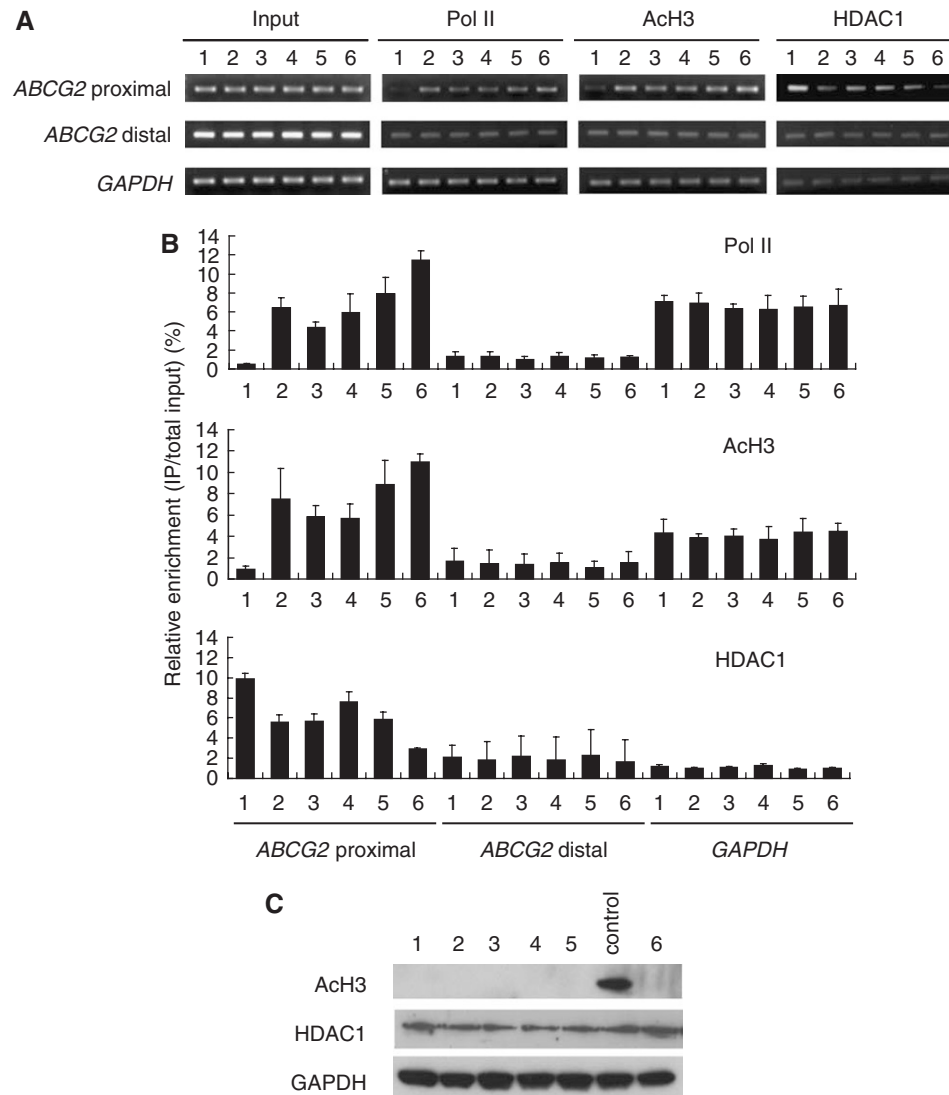 A
Input Pol II AcH3 HDAC1
1 2 3 4 5 6 1 2 3 4 5 6 1 2 3 4 5 6 1 2 3 4 5 6
ABCG2 proximal
ABCG2 distal
GAPDH
B
Relative enrichment (IP/total input) (%)
Pol II
14
12
10
8
6
4
2
0
1 2 3 4 5 6 1 2 3 4 5 6 1 2 3 4 5 6
AcH3
14
12
10
8
6
4
2
0
1 2 3 4 5 6 1 2 3 4 5 6 1 2 3 4 5 6
HDAC1
14
12
10
8
6
4
2
0
1 2 3 4 5 6 1 2 3 4 5 6 1 2 3 4 5 6
ABCG2 proximal ABCG2 distal GAPDH
C
1 2 3 4 5 control 6
AcH3
HDAC1
GAPDH